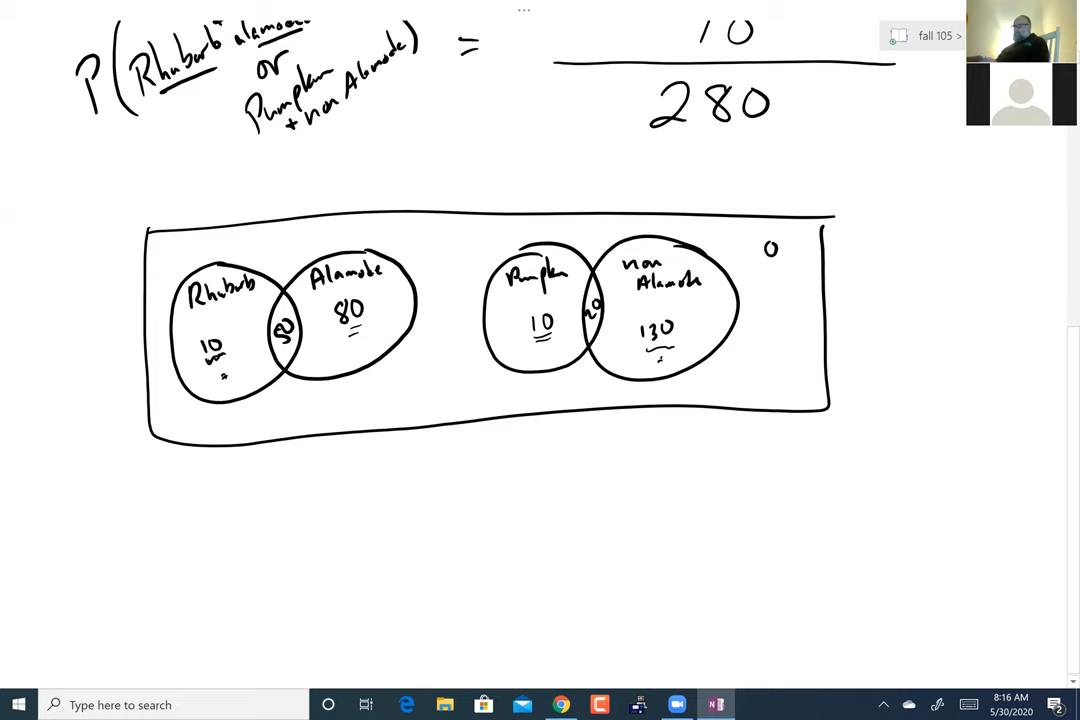 P(Rhubarb + alamode = 10
or 280
Pumpkin
+ non Alamode)
fall 105 >
Rhubarb Alamode Pumpkin non
Alamode 0
10 80 10 20 130
Type here to search
8:16 AM
5/30/2020
2